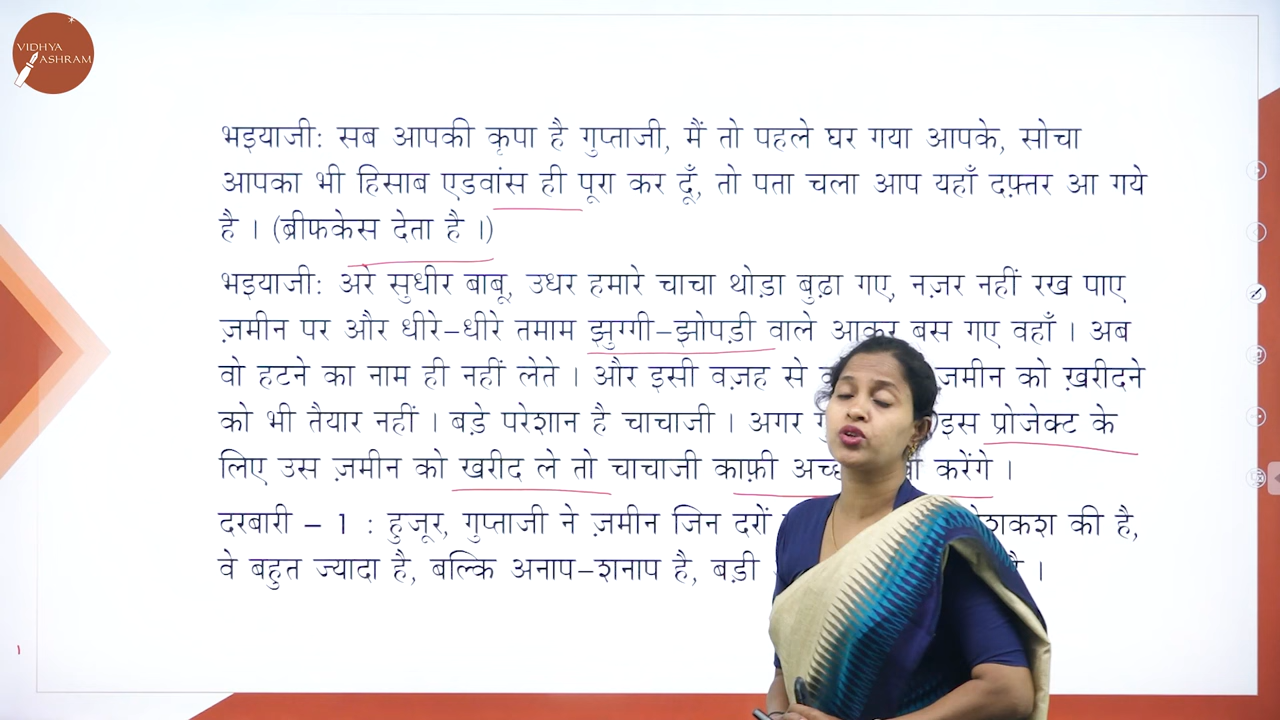 VIDHYA
ASHRAM
भइयाजी: सब आपकी कृपा है गुप्ताजी, मैं तो पहले घर गया आपके, सोचा
आपका भी हिसाब एडवांस ही पूरा कर दूँ, तो पता चला आप यहाँ दफ़्तर आ गये
है । (ब्रीफकेस देता है ।)
भइयाजी: अरे सुधीर बाबू, उधर हमारे चाचा थोड़ा बुढ़ा गए, नज़र नहीं रख पाए
ज़मीन पर और धीरे-धीरे तमाम झुग्गी-झोपड़ी वाले आकर बस गए वहाँ । अब
वो हटने का नाम ही नहीं लेते । और इसी वज़ह से ज़मीन को ख़रीदने
को भी तैयार नहीं । बड़े परेशान है चाचाजी । अगर इस प्रोजेक्ट के
लिए उस ज़मीन को खरीद ले तो चाचाजी काफ़ी करेंगे ।
दरबारी - 1 : हुजूर, गुप्ताजी ने ज़मीन जिन दरों की है,
वे बहुत ज्यादा है, बल्कि अनाप-शनाप है, बड़ी ।